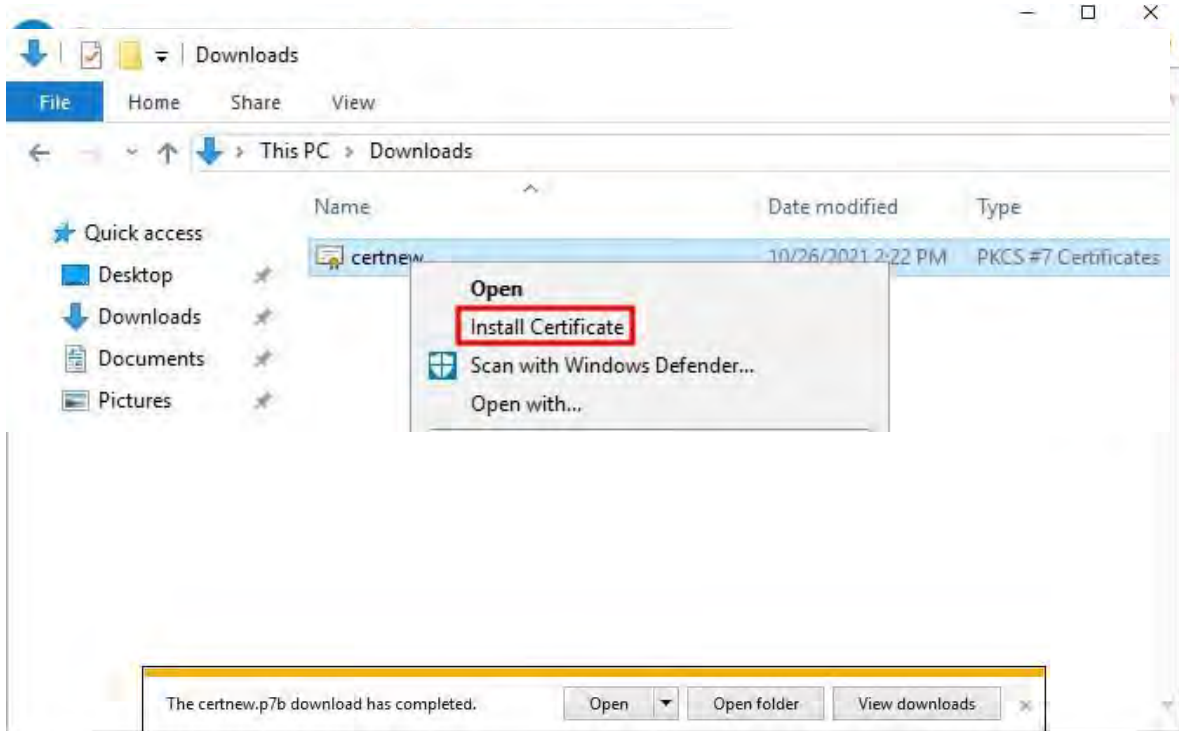 Downloads
File Home Share View
This PC > Downloads
Name Date modified Type
Quick access
certnew 10/26/2021 2:22 PM PKCS #7 Certificates
Desktop
Open
Downloads
Install Certificate
Documents
Scan with Windows Defender...
Pictures
Open with...
The certnew.p7b download has completed. Open Open folder View downloads